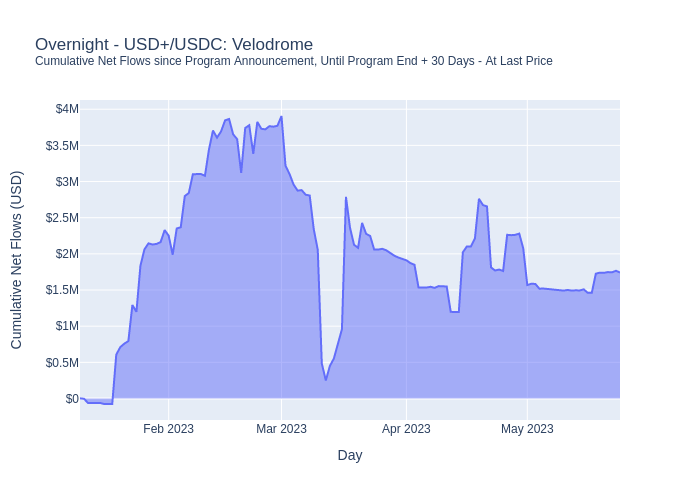 Overnight - USD+/USDC: Velodrome
Cumulative Net Flows since Program Announcement, Until Program End + 30 Days - At Last Price
Cumulative Net Flows (USD)
$4M
$3.5M
$3M
$2.5M
$2M
$1.5M
$1M
$0.5M
$0
Feb 2023
Mar 2023
Apr 2023
May 2023
Day